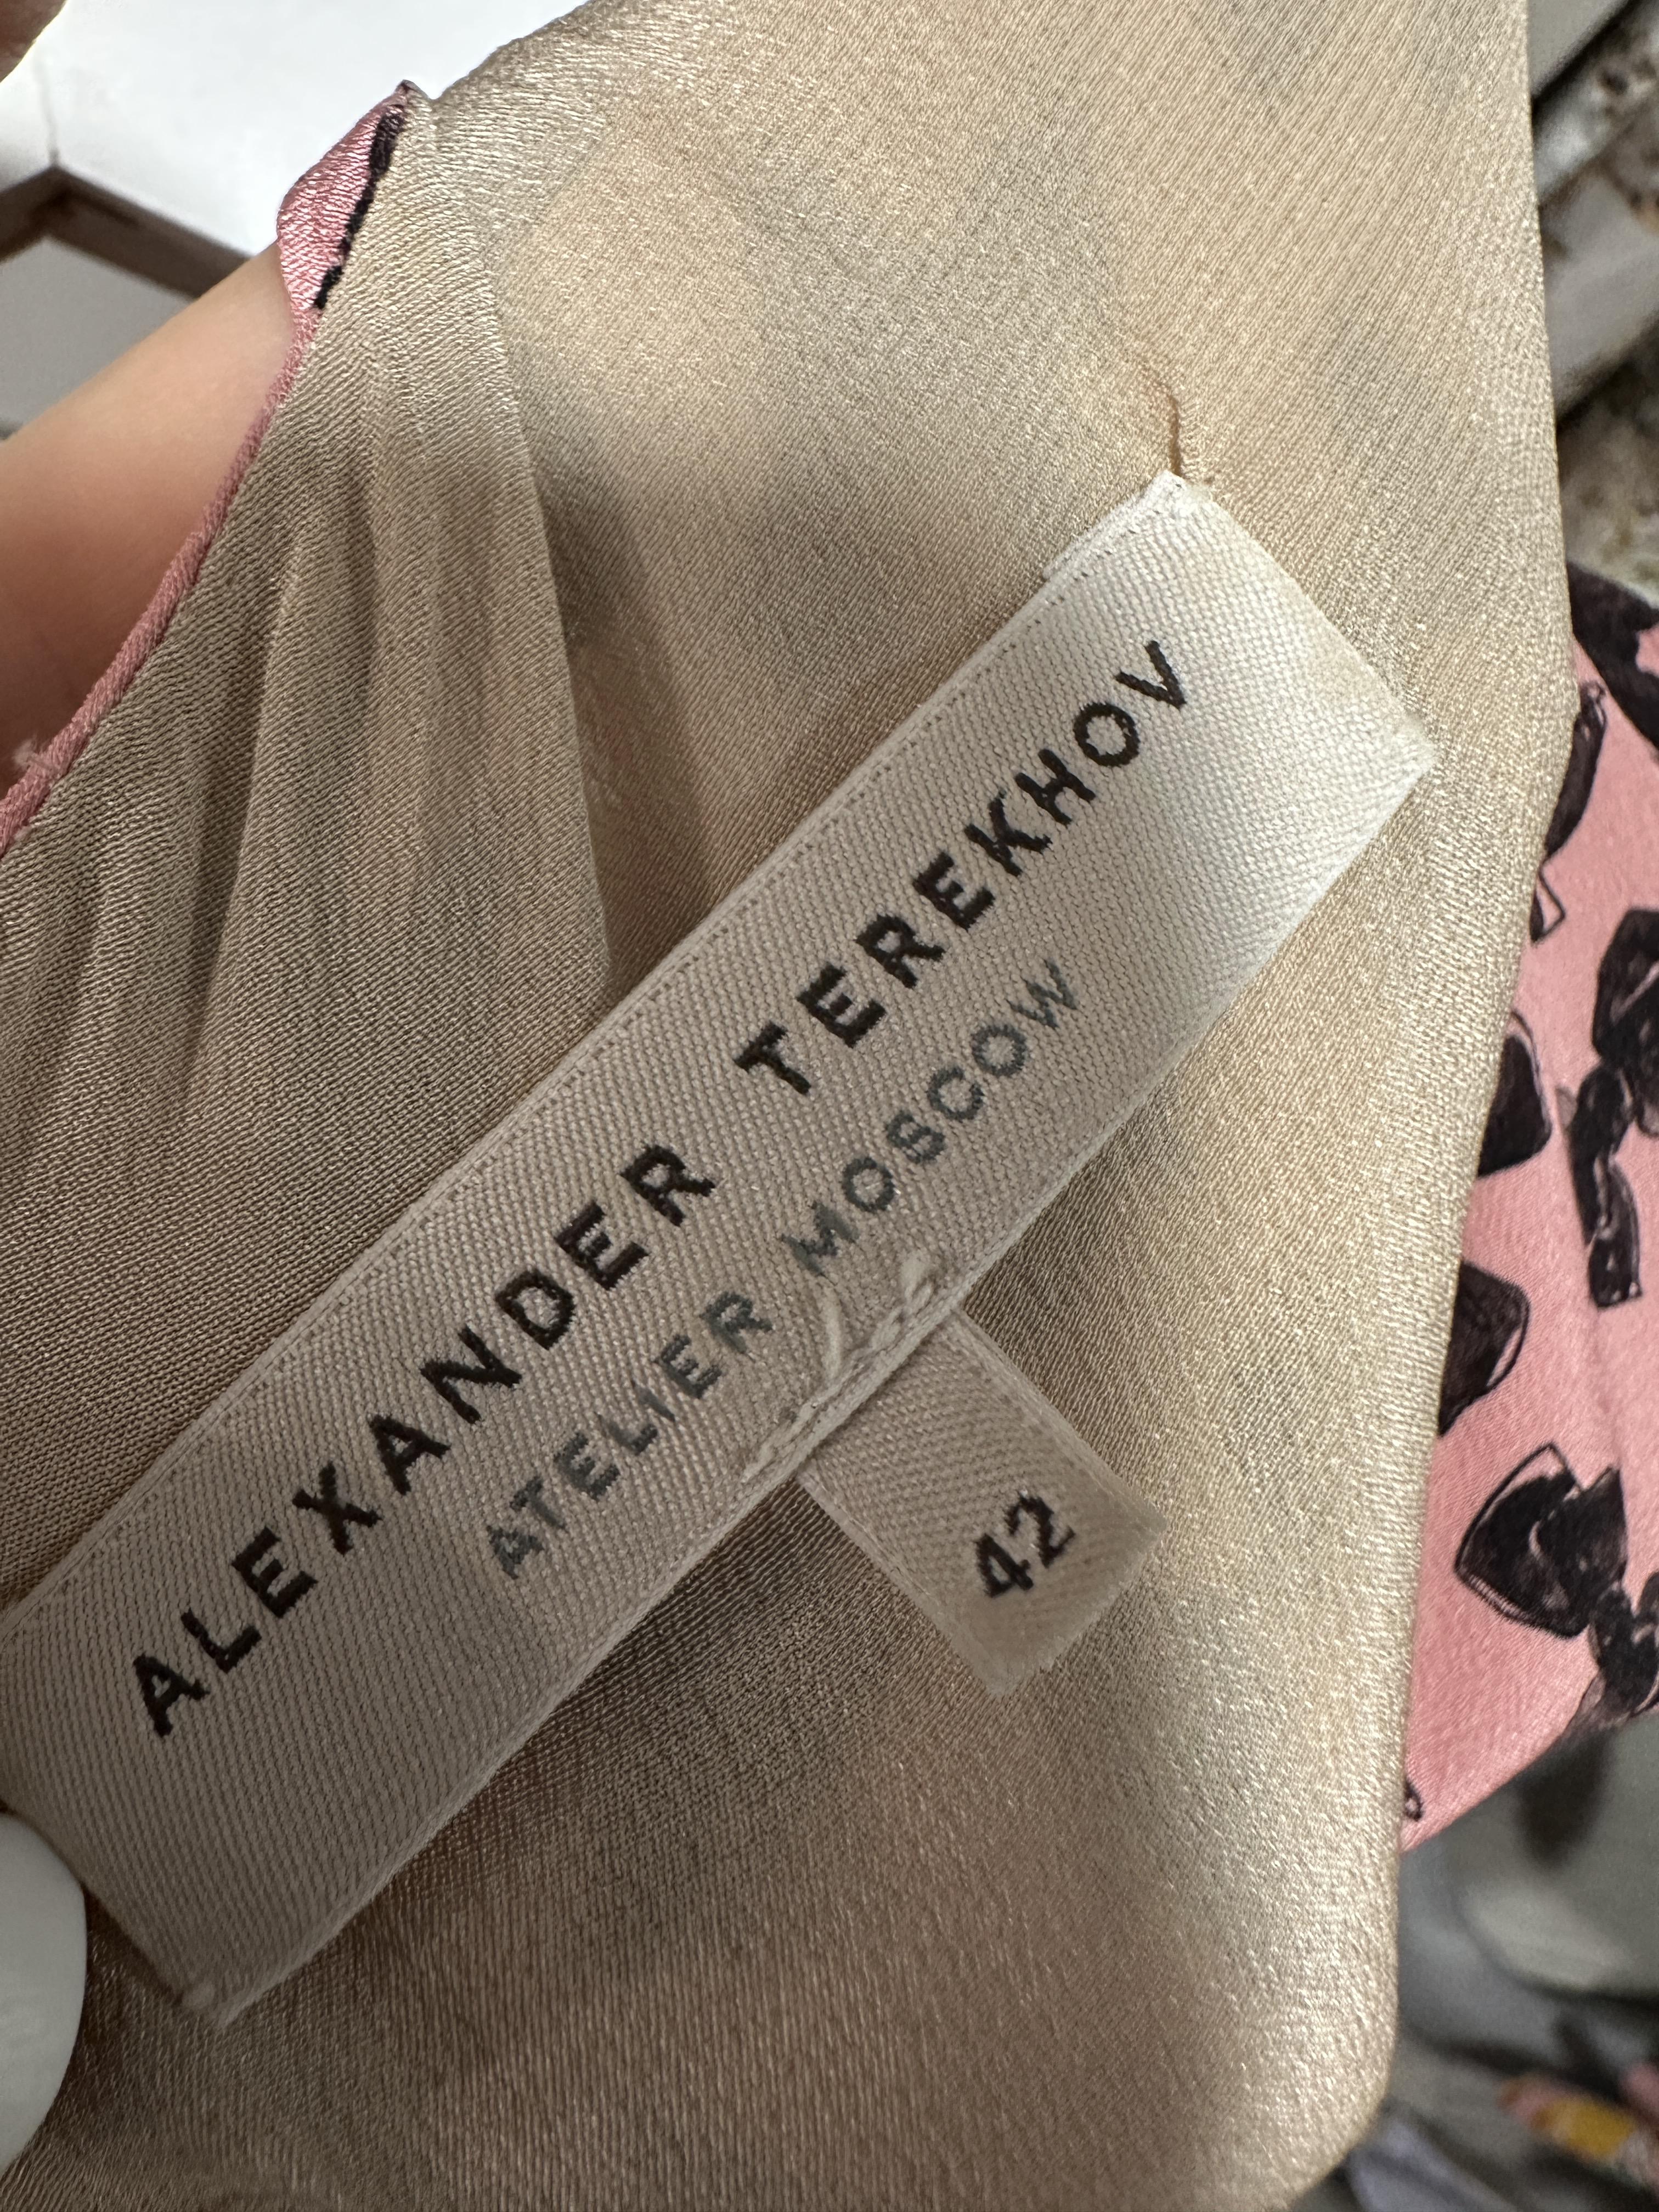 ALEXANDER TEREKHOV
ATELIER MOSCOW
42